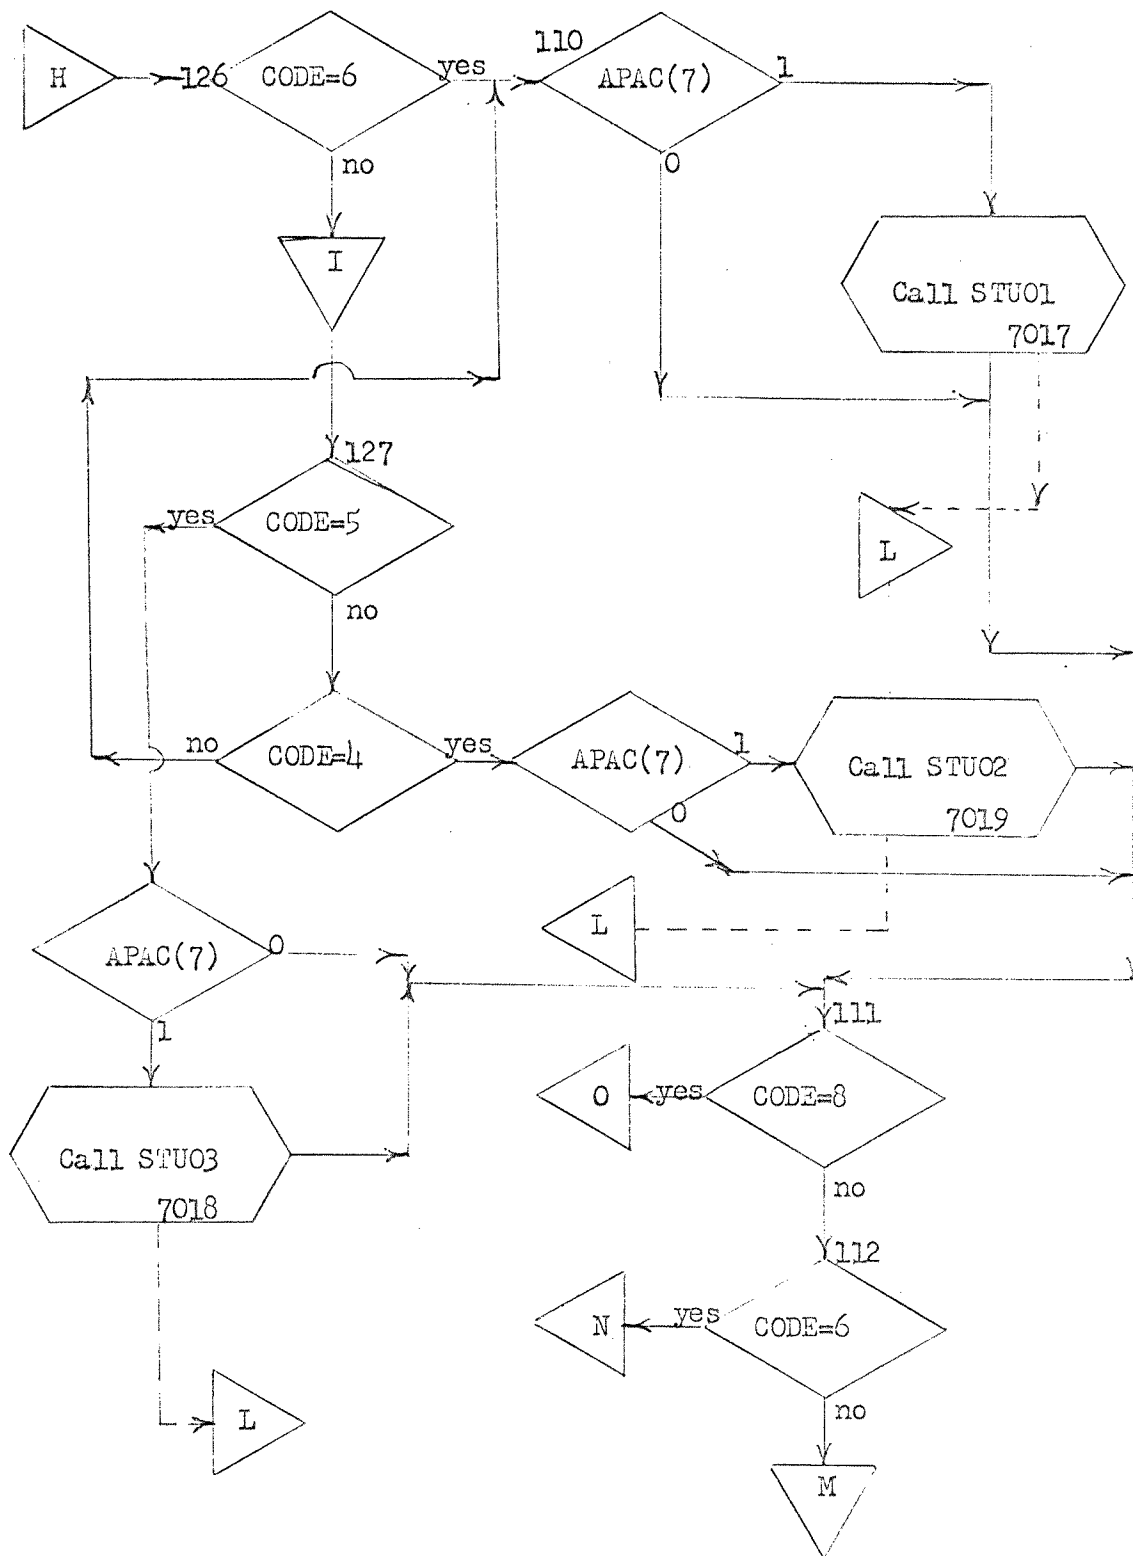 H
126
CODE=6
yes
110
APAC(7)
1
no
0
I
Call STU01
7017
127
yes
CODE=5
L
no
no
CODE=4
yes
APAC(7)
1
Call STU02
0
7019
L
APAC(7)
0
1
111
O
yes
CODE=8
Call STU03
7018
no
112
N
yes
CODE=6
no
L
M